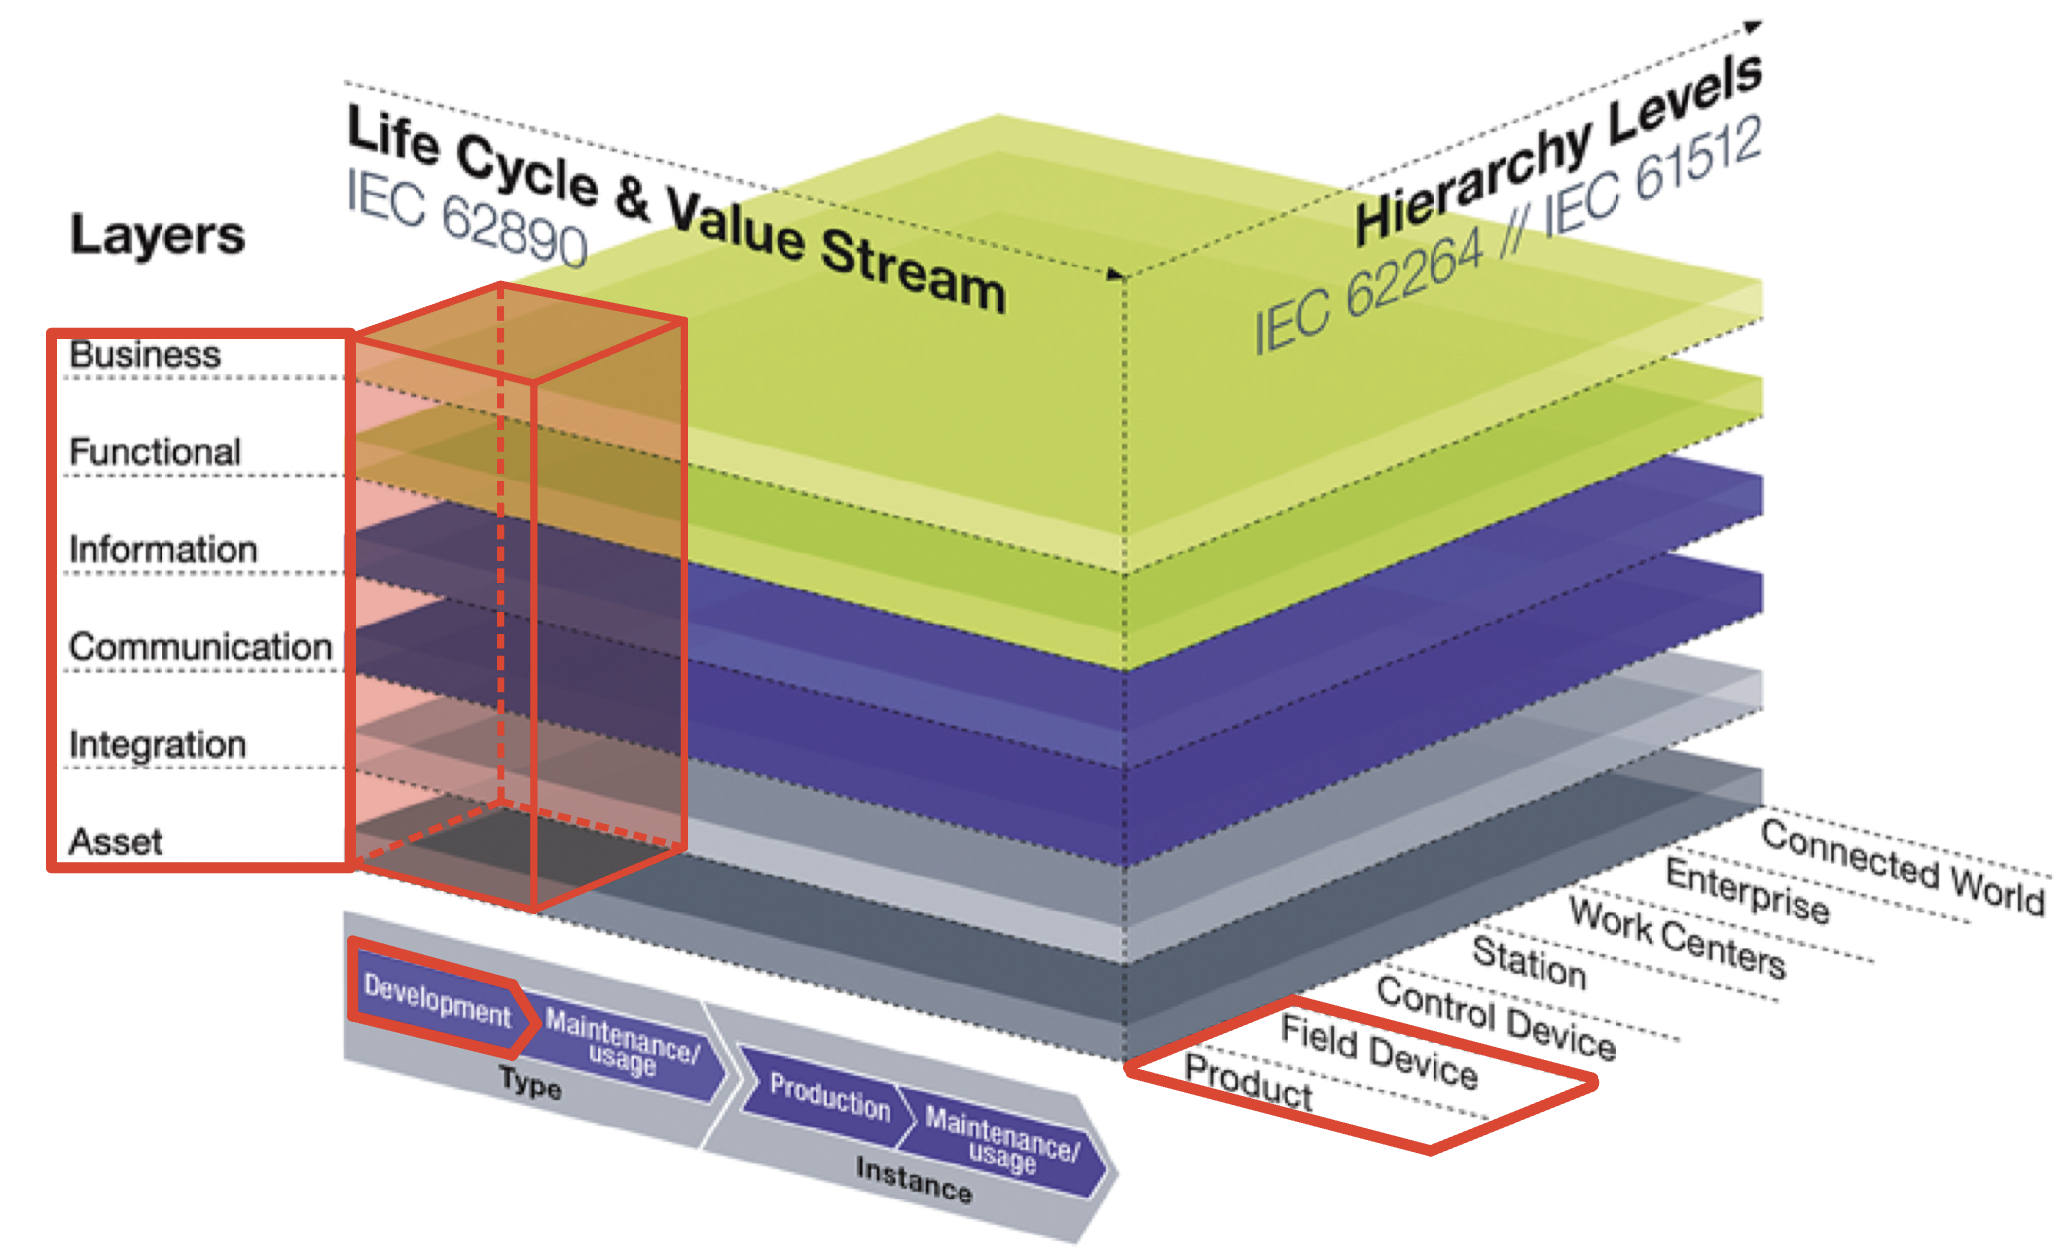 Life Cycle & Value Stream
IEC 62890
Hierarchy Levels
IEC 62264 // IEC 61512
Layers
Business
Functional
Information
Communication
Integration
Asset
Connected World
Enterprise
Work Centers
Station
Control Device
Field Device
Product
Development
Maintenance/
usage
Type
Production
Maintenance/
usage
Instance